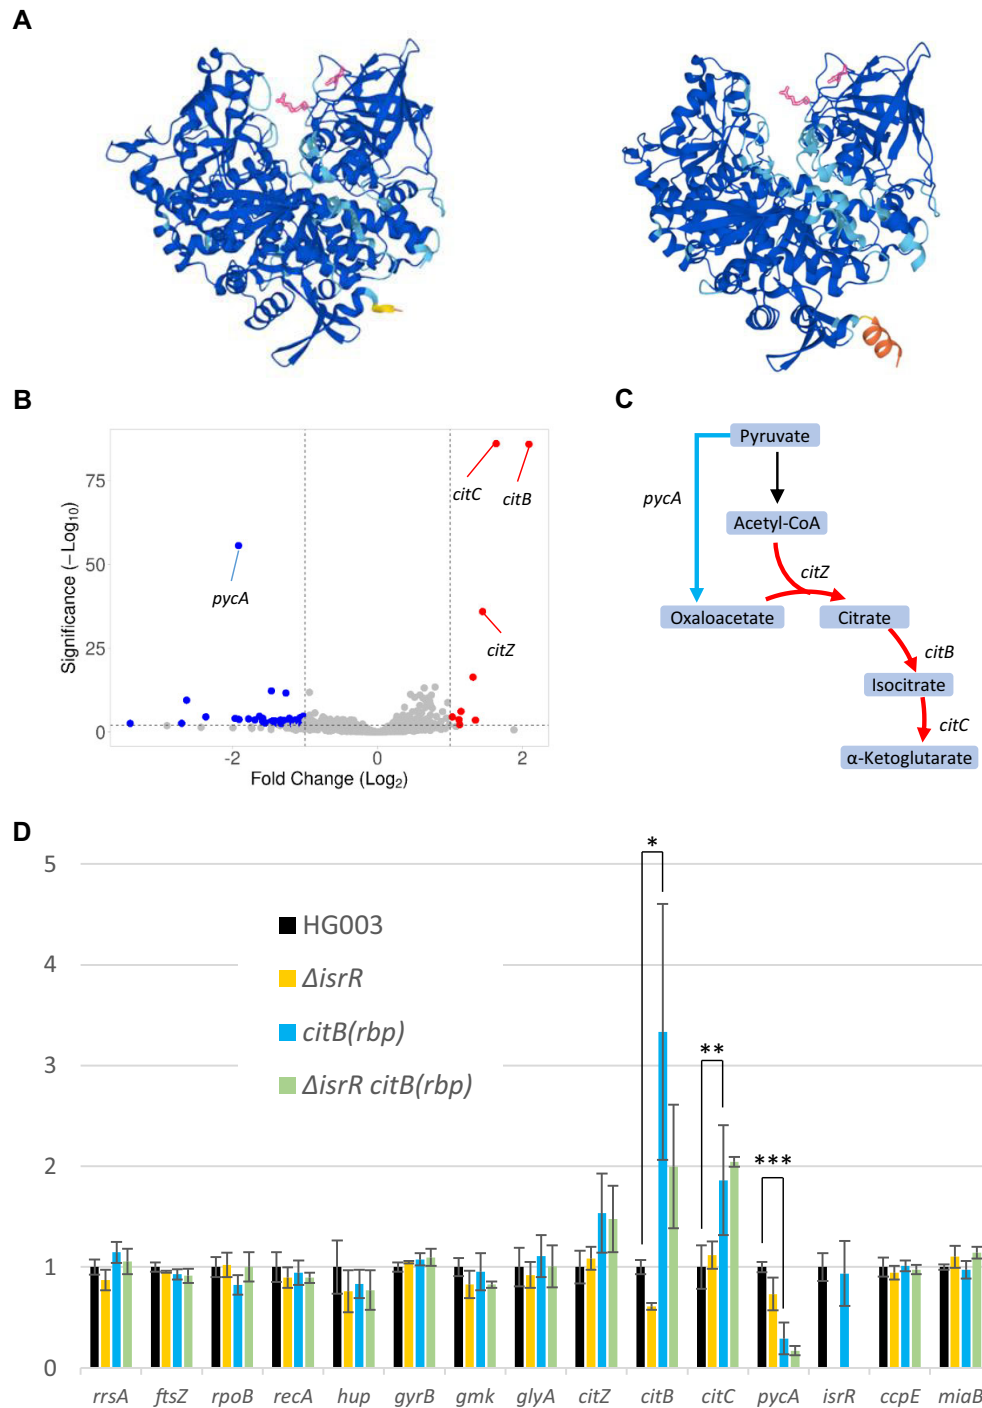 A
B
Significance (−Log10)
75
50
25
0
-2
0
2
Fold Change (Log2)
citC
citB
pycA
citZ
C
Pyruvate
pycA
Acetyl-CoA
citZ
Oxaloacetate
Citrate
citB
Isocitrate
citC
α-Ketoglutarate
D
5
4
3
2
1
0
HG003
ΔisrR
citB(rbp)
ΔisrR citB(rbp)
*
**
***
rrsA ftsZ rpoB recA hup gyrB gmk glyA citZ citB citC pycA isrR ccpE miaB